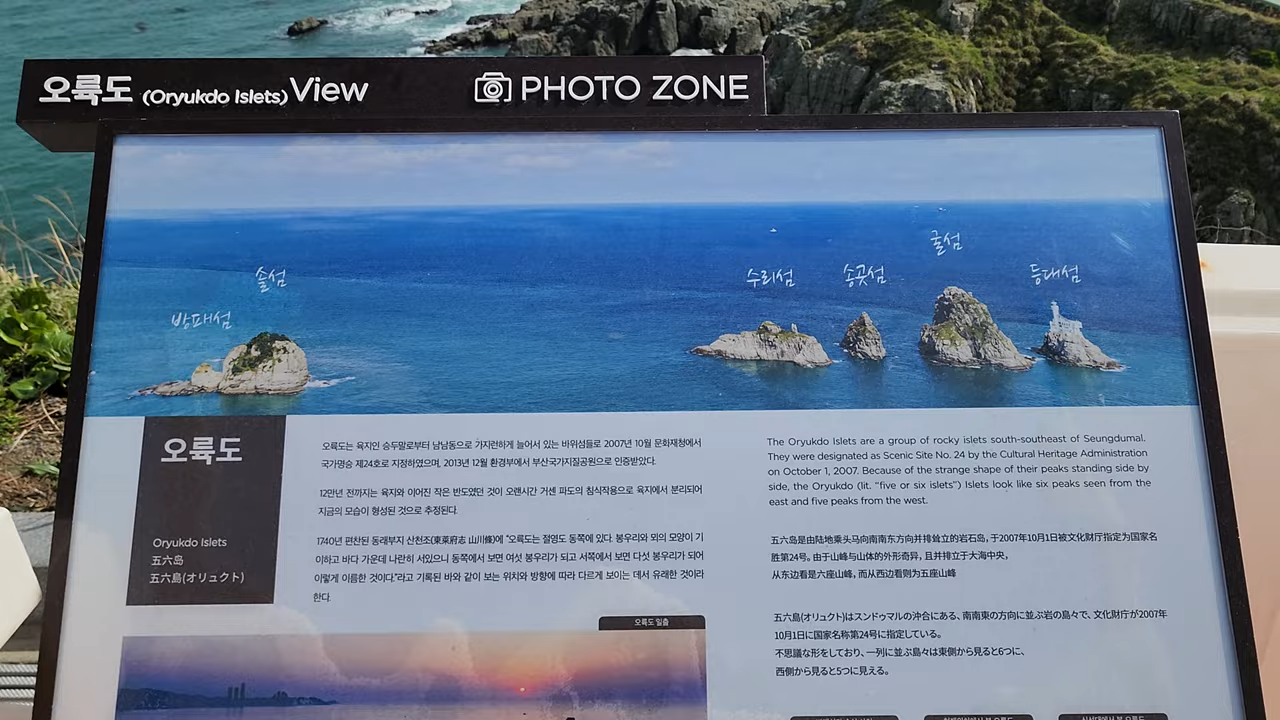 오륙도 (Oryukdo Islets) View
PHOTO ZONE
굴섬
솔섬
수리섬
송곳섬
등대섬
방패섬
오륙도
Oryukdo Islets
五六岛
五六島(オリュクト)
오륙도는 육지인 승두말로부터 남남동으로 가지런하게 늘어서 있는 바위섬들로 2007년 10월 문화재청에서
국가명승 제24호로 지정하였으며, 2013년 12월 환경부에서 부산국가지질공원으로 인증받았다.
12만년 전까지는 육지와 이어진 작은 반도였던 것이 오랜시간 거센 파도의 침식작용으로 육지에서 분리되어
지금의 모습이 형성된 것으로 추정된다.
1740년 편찬된 동래부지 산천조(東萊府志 山川條)에 "오륙도는 절영도 동쪽에 있다. 봉우리와 뫼의 모양이 기
이하고 바다 가운데 나란히 서있으니 동쪽에서 보면 여섯 봉우리가 되고 서쪽에서 보면 다섯 봉우리가 되어
이렇게 이름한 것이다"라고 기록된 바와 같이 보는 위치와 방향에 따라 다르게 보이는 데서 유래한 것이라
한다.
오륙도 일출
The Oryukdo Islets are a group of rocky islets south-southeast of Seungdumal.
They were designated as Scenic Site No. 24 by the Cultural Heritage Administration
on October 1, 2007. Because of the strange shape of their peaks standing side by
side, the Oryukdo (lit. "five or six islets") Islets look like six peaks seen from the
east and five peaks from the west.
五六岛是由陆地乘头马向南南东方向并排耸立的岩石岛, 于2007年10月1日被文化财厅指定为国家名
胜第24号。由于山峰与山体的外形奇异, 且并排立于大海中央,
从东边看是六座山峰, 而从西边看则为五座山峰
五六島(オリュクト)はスンドゥマルの沖合にある、南南東の方向に並ぶ岩の島々で、文化財庁が2007年
10月1日に国家名称第24号に指定している。
不思議な形をしており、一列に並ぶ島々は東側から見ると6つに、
西側から見ると5つに見える。